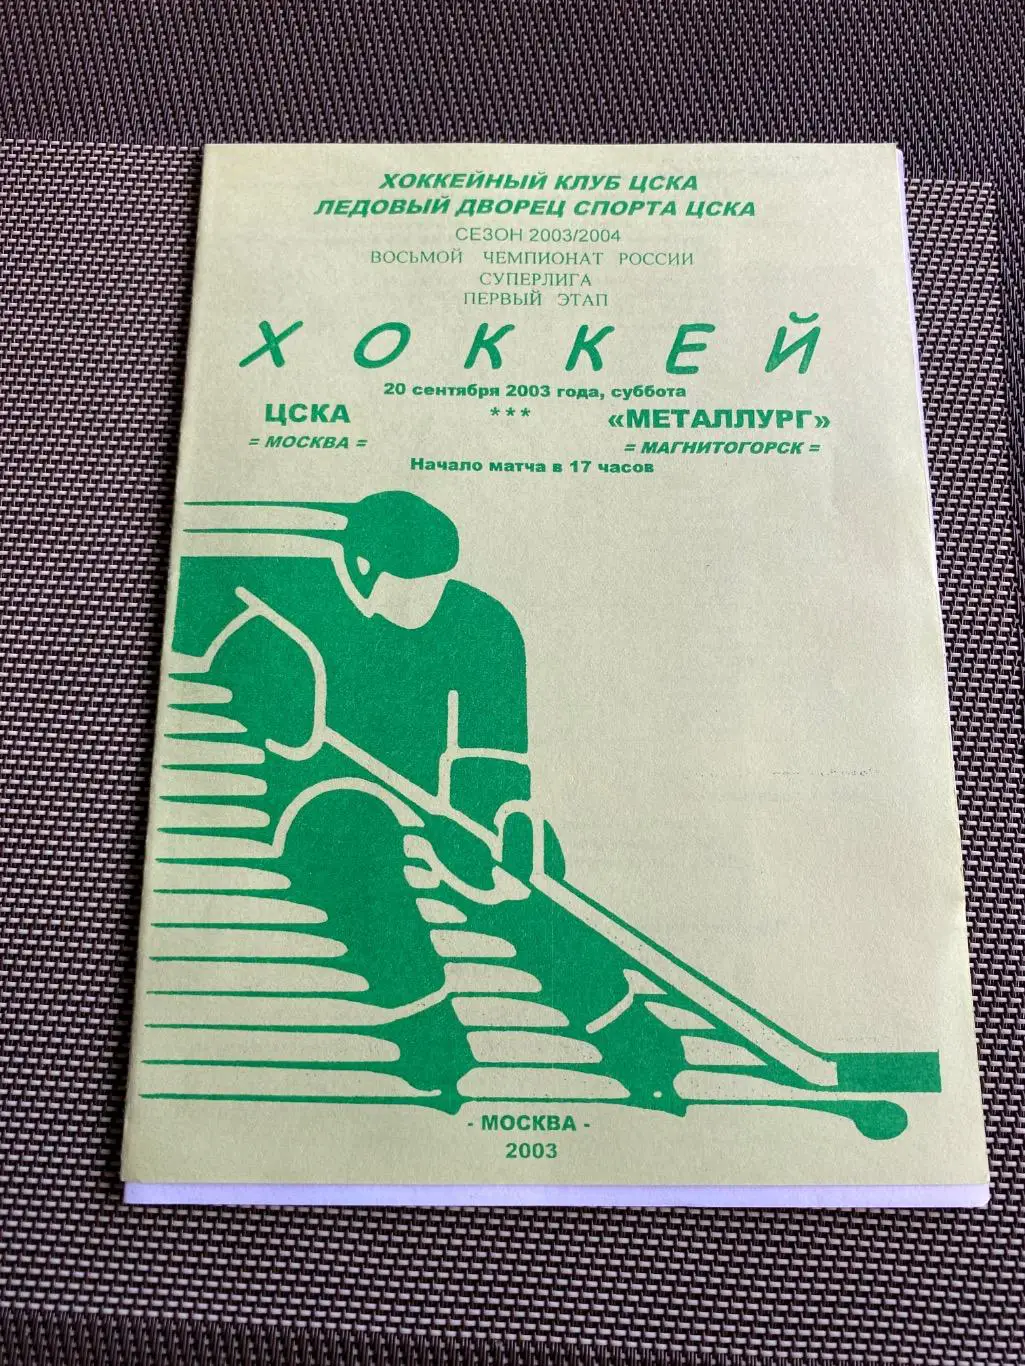 ХОККЕЙНЫЙ КЛУБ ЦСКА
ЛЕДОВЫЙ ДВОРЕЦ СПОРТА ЦСКА
СЕЗОН 2003/2004
ВОСЬМОЙ ЧЕМПИОНАТ РОССИИ
СУПЕРЛИГА
ПЕРВЫЙ ЭТАП
ХОККЕЙ
20 сентября 2003 года, суббота
ЦСКА *** «МЕТАЛЛУРГ»
= МОСКВА = = МАГНИТОГОРСК =
Начало матча в 17 часов
- МОСКВА -
2003